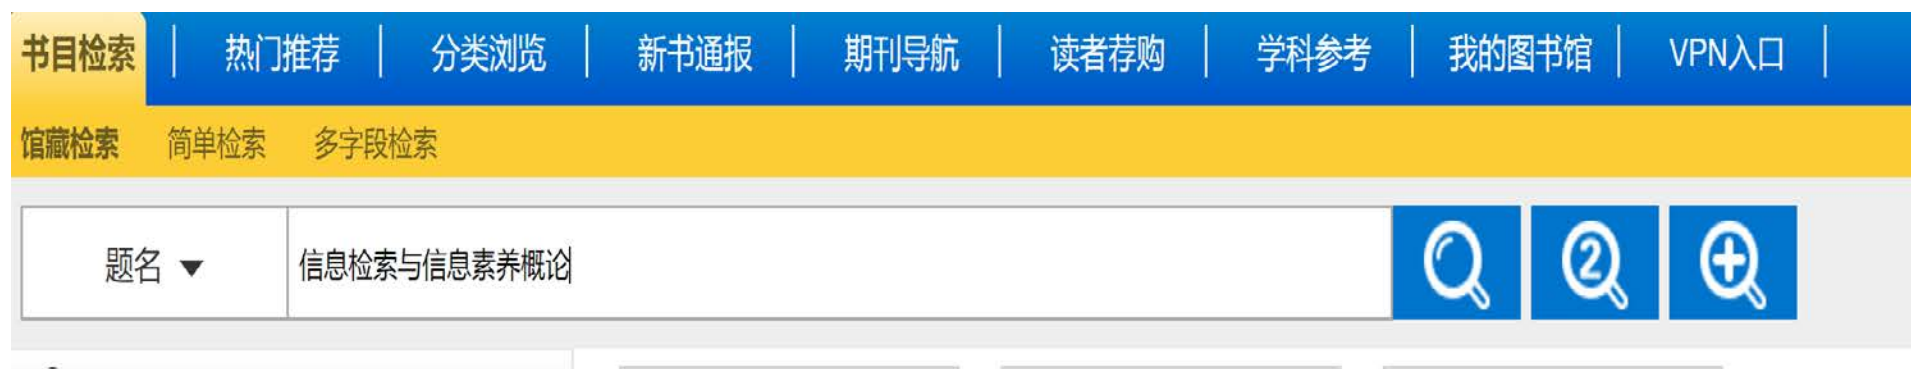 书目检索 热门推荐 分类浏览 新书通报 期刊导航 读者荐购 学科参考 我的图书馆 VPN入口
馆藏检索 简单检索 多字段检索
题名 信息检索与信息素养概论 2